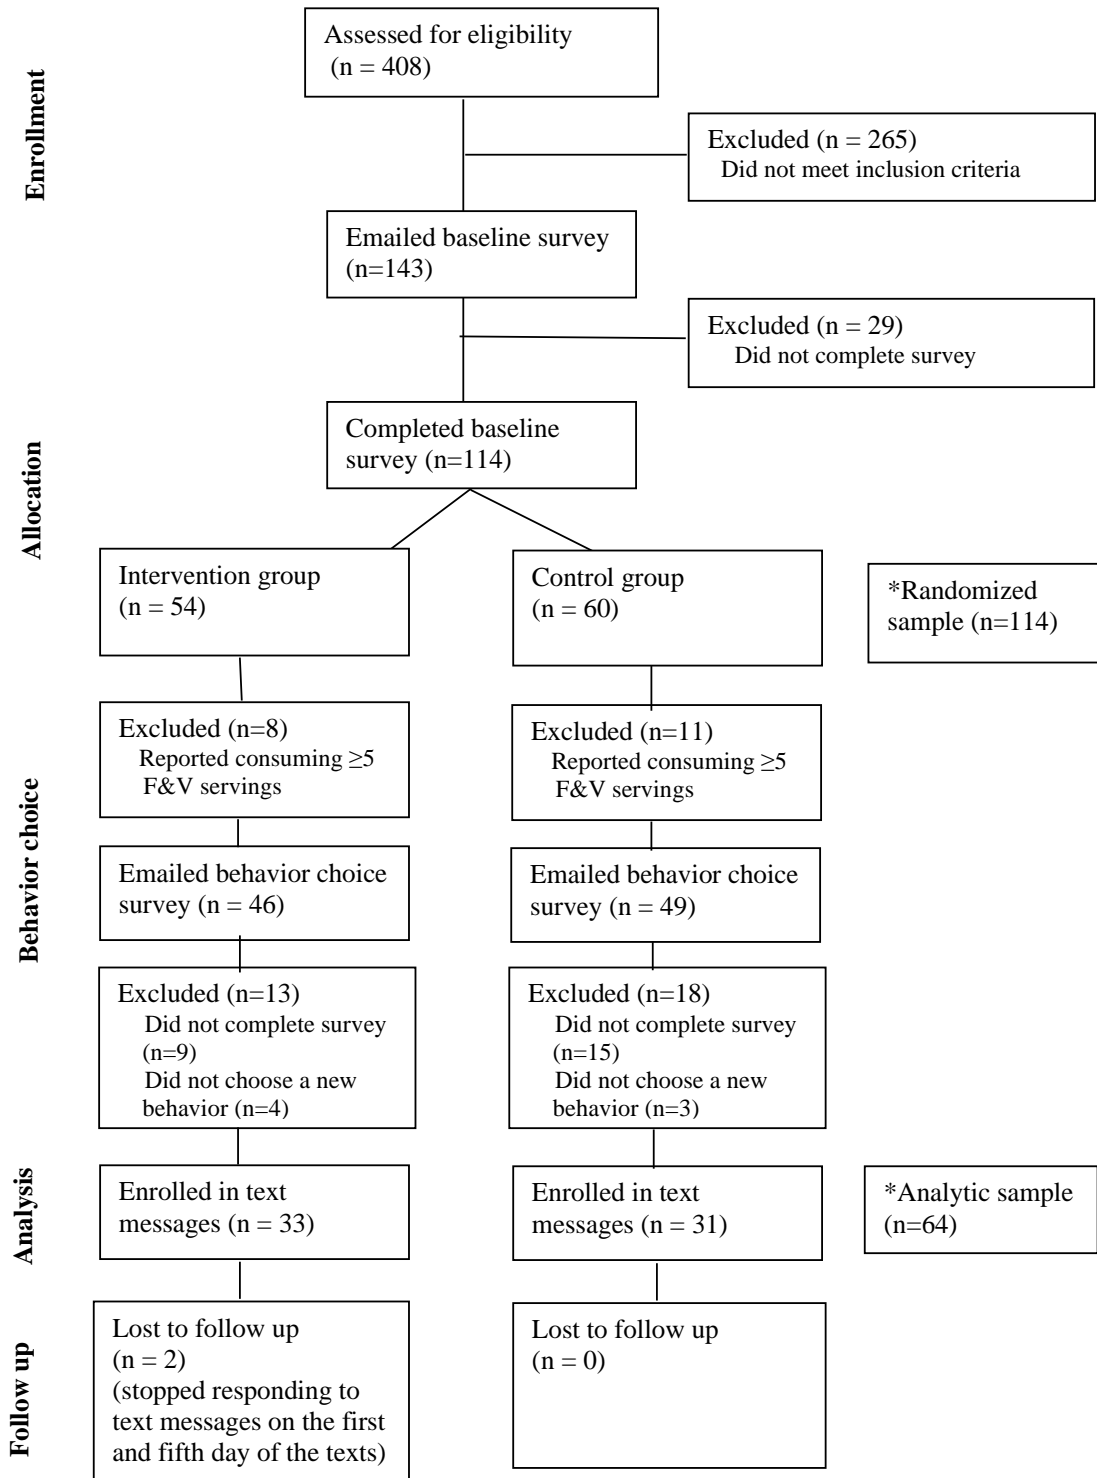 Enrollment
Assessed for eligibility
(n = 408)
Excluded (n = 265)
Did not meet inclusion criteria
Emailed baseline survey
(n=143)
Excluded (n = 29)
Did not complete survey
Allocation
Completed baseline
survey (n=114)
Intervention group
(n = 54)
Control group
(n = 60)
*Randomized
sample (n=114)
Behavior choice
Excluded (n=8)
Reported consuming ≥5
F&V servings
Excluded (n=11)
Reported consuming ≥5
F&V servings
Emailed behavior choice
survey (n = 46)
Emailed behavior choice
survey (n = 49)
Excluded (n=13)
Did not complete survey
(n=9)
Did not choose a new
behavior (n=4)
Excluded (n=18)
Did not complete survey
(n=15)
Did not choose a new
behavior (n=3)
Analysis
Enrolled in text
messages (n = 33)
Enrolled in text
messages (n = 31)
*Analytic sample
(n=64)
Follow up
Lost to follow up
(n = 2)
(stopped responding to
text messages on the first
and fifth day of the texts)
Lost to follow up
(n = 0)